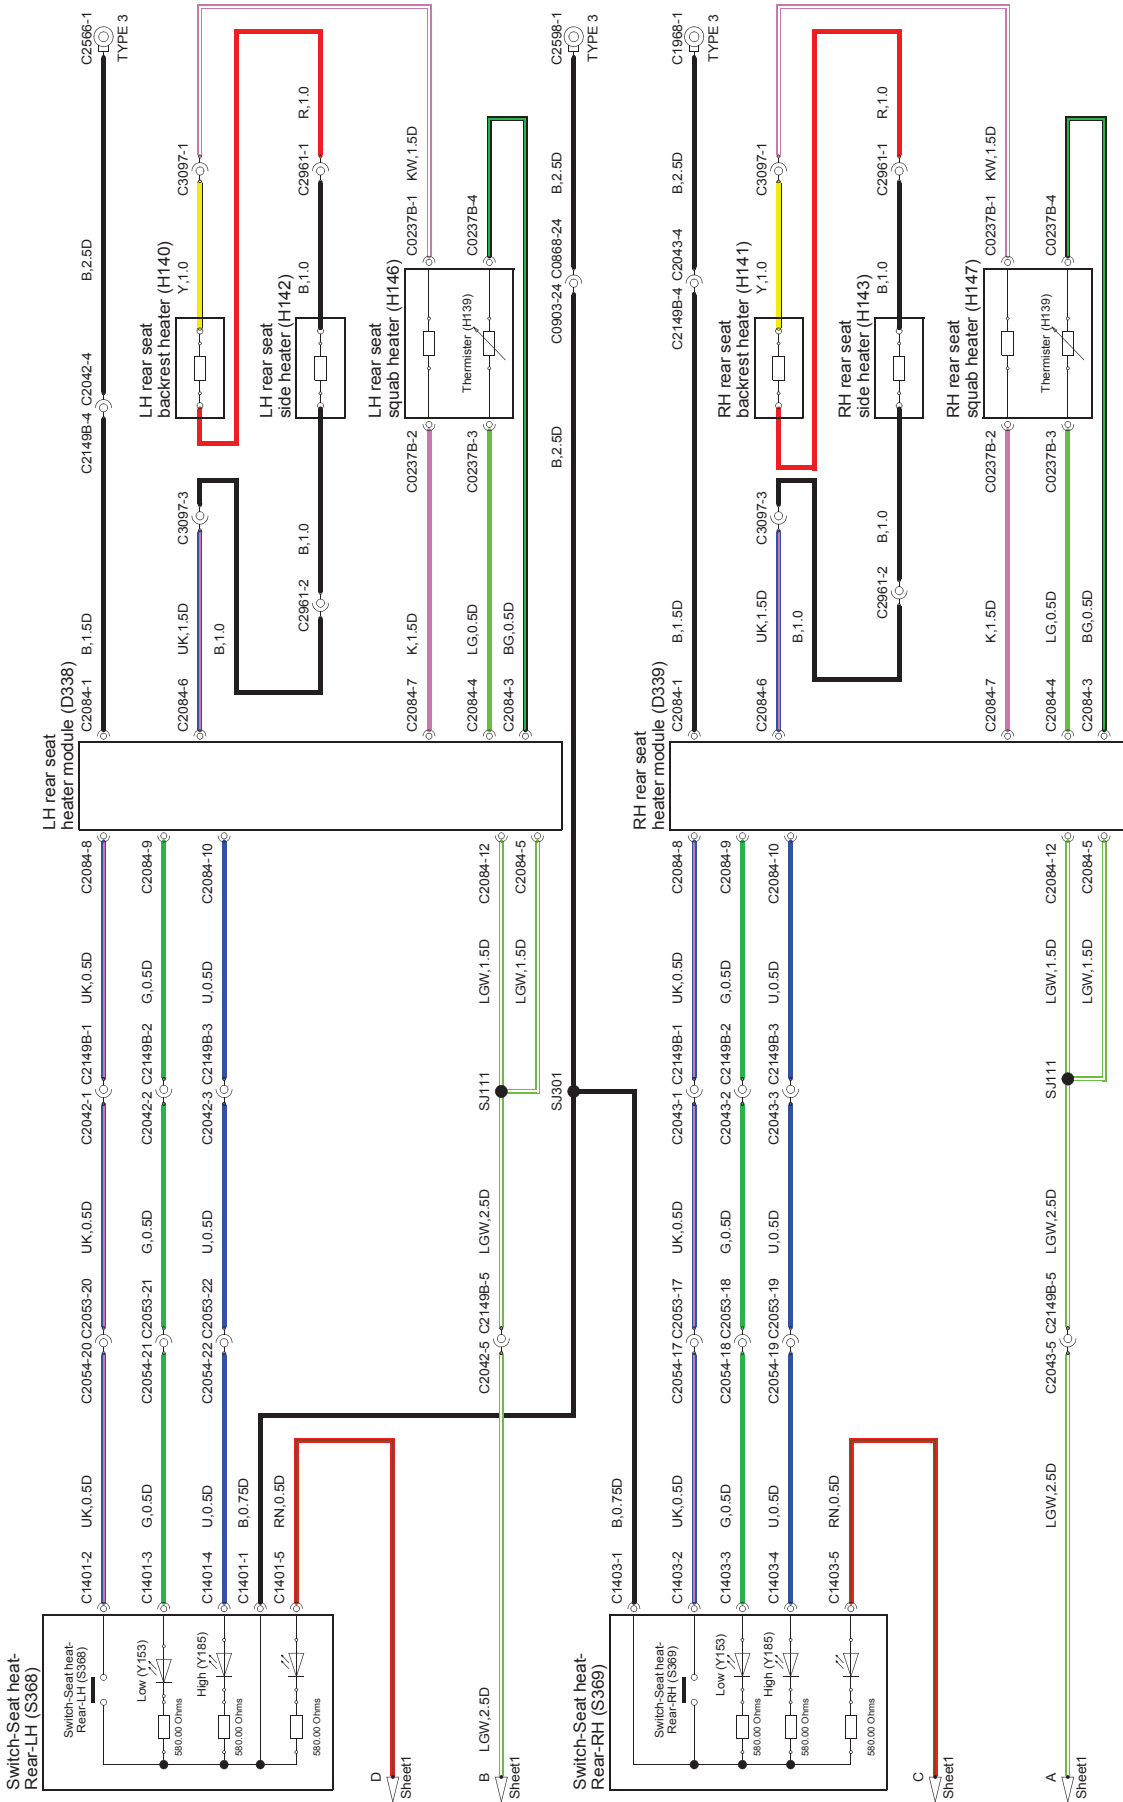 Switch-Seat heat-
Rear-LH (S368)
Switch-Seat heat-
Rear-LH (S368)
Low (Y153)
580.00 Ohms
High (Y185)
580.00 Ohms
580.00 Ohms
C1401-2
UK,0.5D
C2054-20
C2053-20
UK,0.5D
C2042-1
C2149B-1
UK,0.5D
C2084-8
C1401-3
G,0.5D
C2054-21
C2053-21
G,0.5D
C2042-2
C2149B-2
G,0.5D
C2084-9
C1401-4
U,0.5D
C2054-22
C2053-22
U,0.5D
C2042-3
C2149B-3
U,0.5D
C2084-10
C1401-1
B,0.75D
C1401-5
RN,0.5D
D
Sheet1
B
Sheet1
LGW,2.5D
C2042-5
C2149B-5
LGW,2.5D
SJ111
LGW,1.5D
C2084-12
LGW,1.5D
C2084-5
SJ301
LH rear seat
heater module (D338)
C2084-1
B,1.5D
C2149B-4
C2042-4
B,2.5D
C2566-1
TYPE 3
C2084-6
UK,1.5D
C3097-3
B,1.0
LH rear seat
backrest heater (H140)
Y,1.0
C3097-1
C2961-2
B,1.0
LH rear seat
side heater (H142)
B,1.0
C2961-1
R,1.0
C2084-7
K,1.5D
C0237B-2
LH rear seat
squab heater (H146)
C0237B-1
KW,1.5D
C2084-4
LG,0.5D
C0237B-3
Thermister (H139)
C0237B-4
C2084-3
BG,0.5D
B,2.5D
C0903-24
C0868-24
B,2.5D
C2598-1
TYPE 3
Switch-Seat heat-
Rear-RH (S369)
Switch-Seat heat-
Rear-RH (S369)
Low (Y153)
580.00 Ohms
High (Y185)
580.00 Ohms
580.00 Ohms
C1403-1
B,0.75D
C1403-2
UK,0.5D
C2054-17
C2053-17
UK,0.5D
C2043-1
C2149B-1
UK,0.5D
C2084-8
C1403-3
G,0.5D
C2054-18
C2053-18
G,0.5D
C2043-2
C2149B-2
G,0.5D
C2084-9
C1403-4
U,0.5D
C2054-19
C2053-19
U,0.5D
C2043-3
C2149B-3
U,0.5D
C2084-10
C1403-5
RN,0.5D
C
Sheet1
A
Sheet1
LGW,2.5D
C2043-5
C2149B-5
LGW,2.5D
SJ111
LGW,1.5D
C2084-12
LGW,1.5D
C2084-5
RH rear seat
heater module (D339)
C2084-1
B,1.5D
C2149B-4
C2043-4
B,2.5D
C1968-1
TYPE 3
C2084-6
UK,1.5D
C3097-3
B,1.0
RH rear seat
backrest heater (H141)
Y,1.0
C3097-1
C2961-2
B,1.0
RH rear seat
side heater (H143)
B,1.0
C2961-1
R,1.0
C2084-7
K,1.5D
C0237B-2
RH rear seat
squab heater (H147)
C0237B-1
KW,1.5D
C2084-4
LG,0.5D
C0237B-3
Thermister (H139)
C0237B-4
C2084-3
BG,0.5D